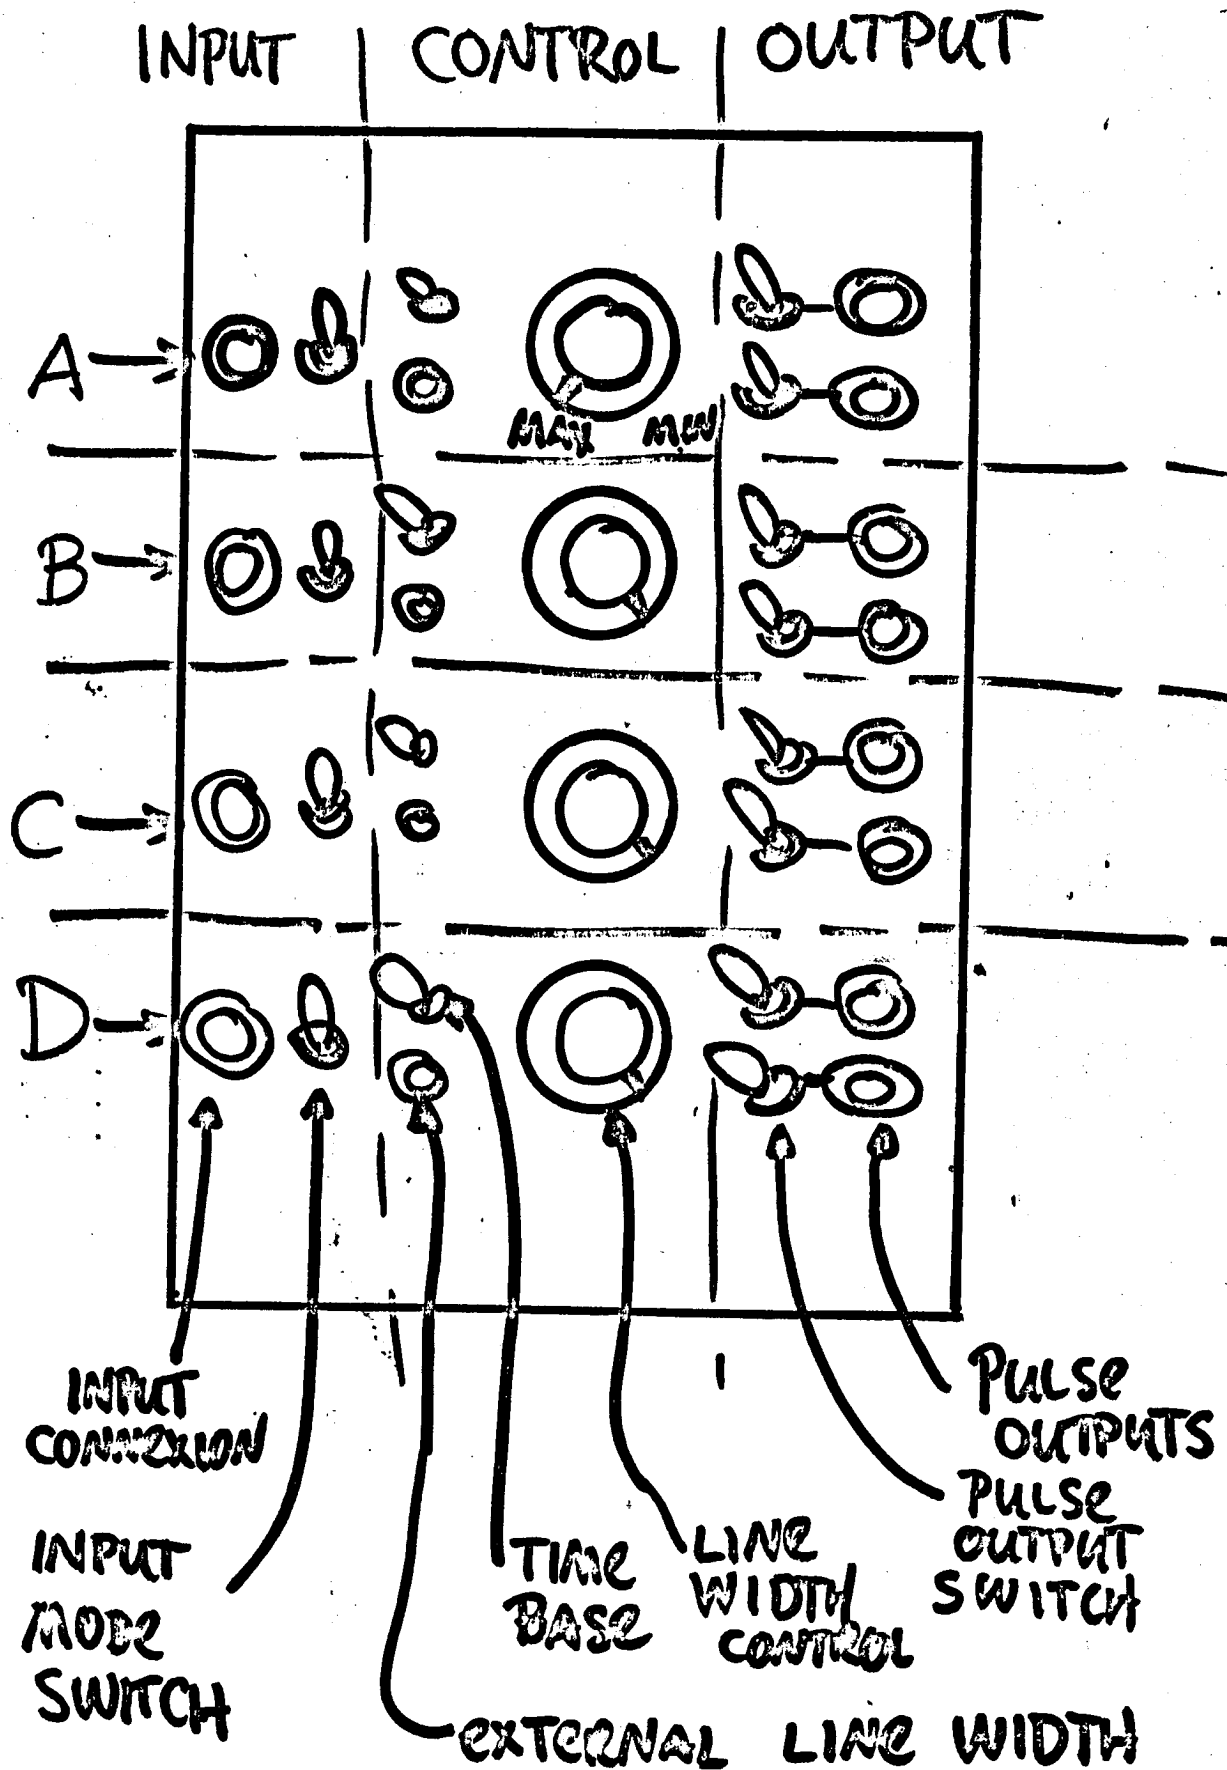 INPUT CONTROL OUTPUT
A
MAX MIN
B
C
D
INPUT
CONNEXION
INPUT
MODE
SWITCH
EXTERNAL LINE WIDTH
TIME
BASE
LINE
WIDTH
CONTROL
PULSE
OUTPUTS
PULSE
OUTPUT
SWITCH